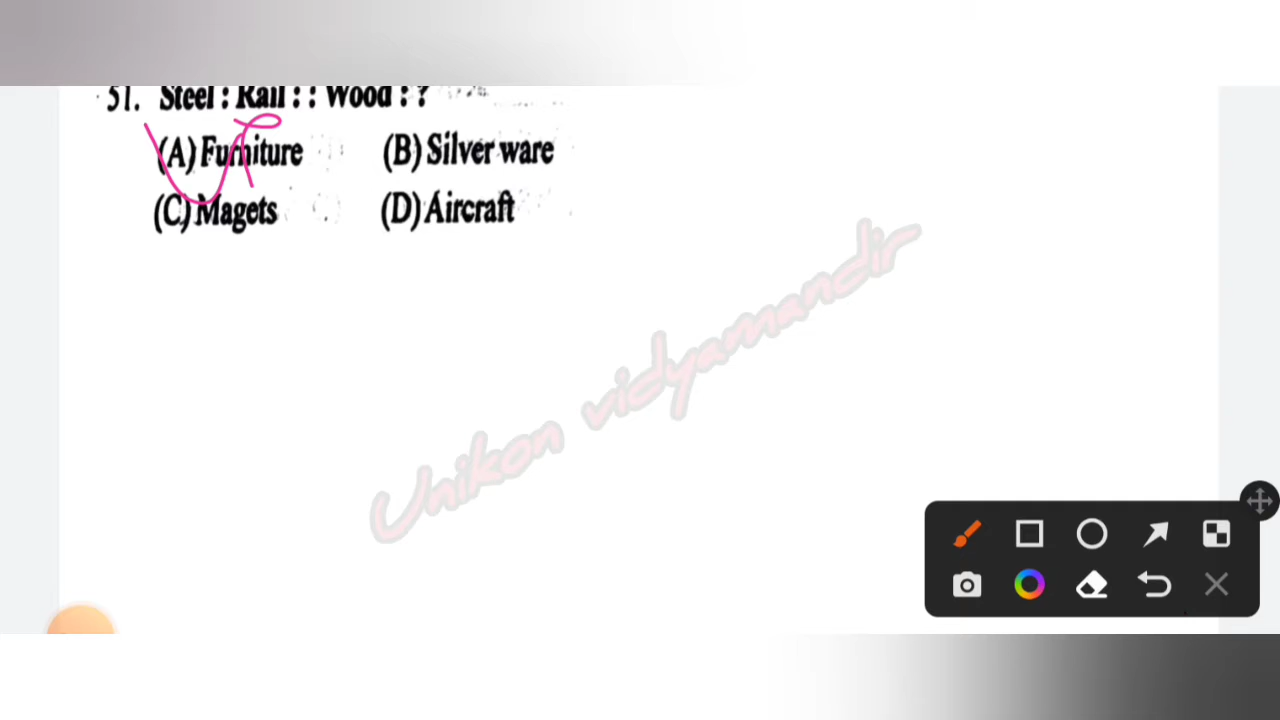 51. Steel : Rail : : Wood : ?
(A) Furniture (B) Silver ware
(C) Magets (D) Aircraft
Unikon vidyamandir